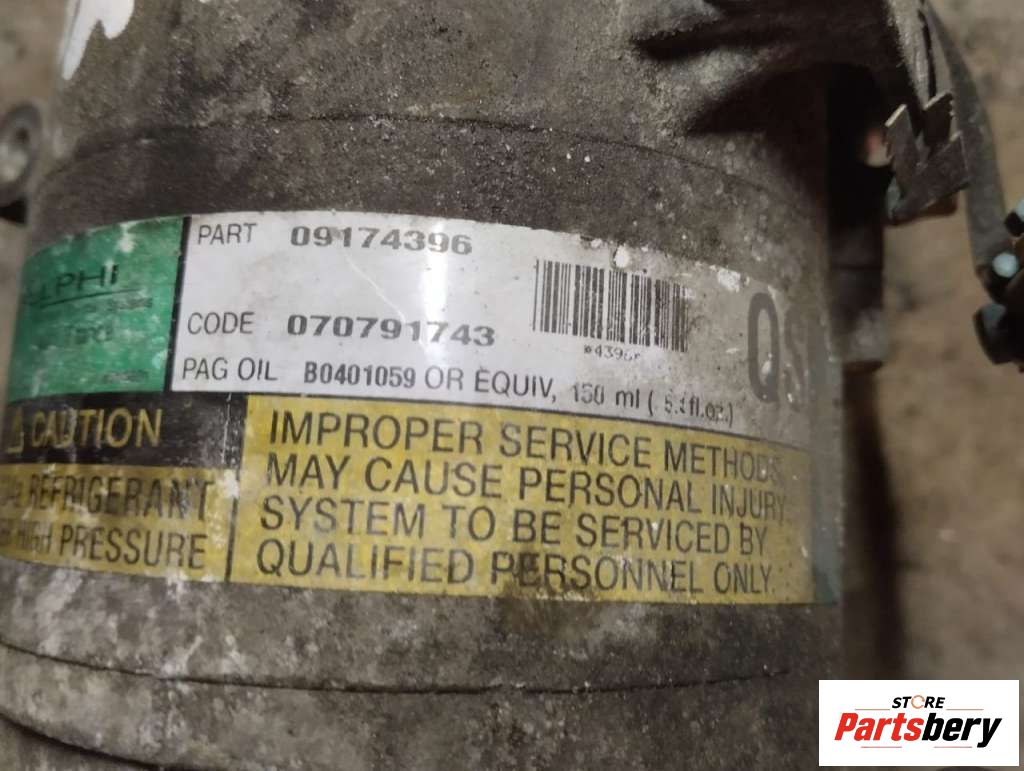 PART 09174396
CODE 070791743
PAG OIL B0401059 OR EQUIV, 150 ml (
QS
CAUTION
REFRIGERANT
PRESSURE
IMPROPER SERVICE METHODS
MAY CAUSE PERSONAL INJURY
SYSTEM TO BE SERVICED BY
QUALIFIED PERSONNEL ONLY.
STORE
Partsbery